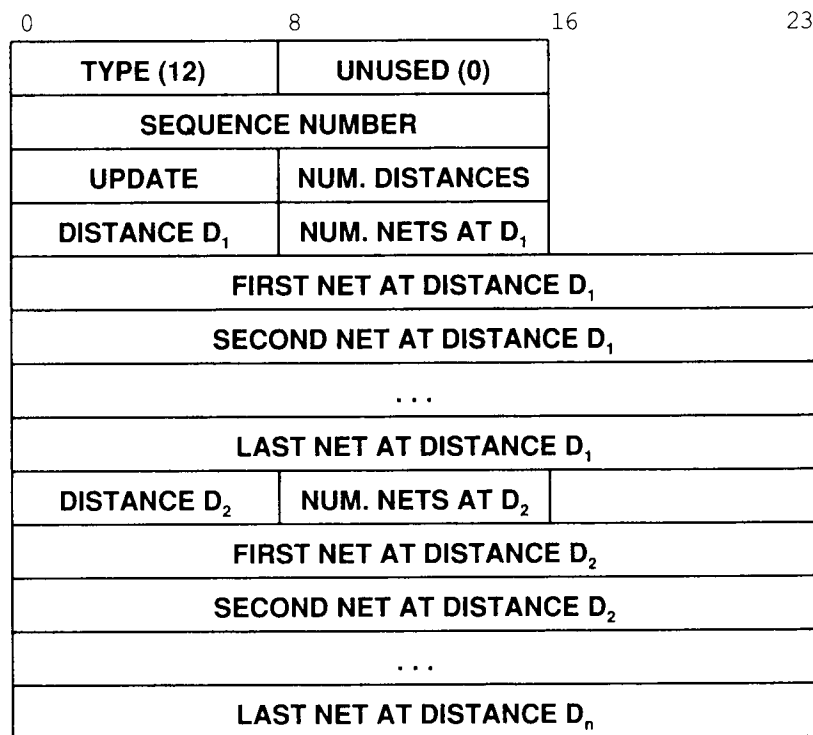 0 8 16 23
TYPE (12) UNUSED (0)
SEQUENCE NUMBER
UPDATE NUM. DISTANCES
DISTANCE D₁ NUM. NETS AT D₁
FIRST NET AT DISTANCE D₁
SECOND NET AT DISTANCE D₁
...
LAST NET AT DISTANCE D₁
DISTANCE D₂ NUM. NETS AT D₂
FIRST NET AT DISTANCE D₂
SECOND NET AT DISTANCE D₂
...
LAST NET AT DISTANCE Dₙ